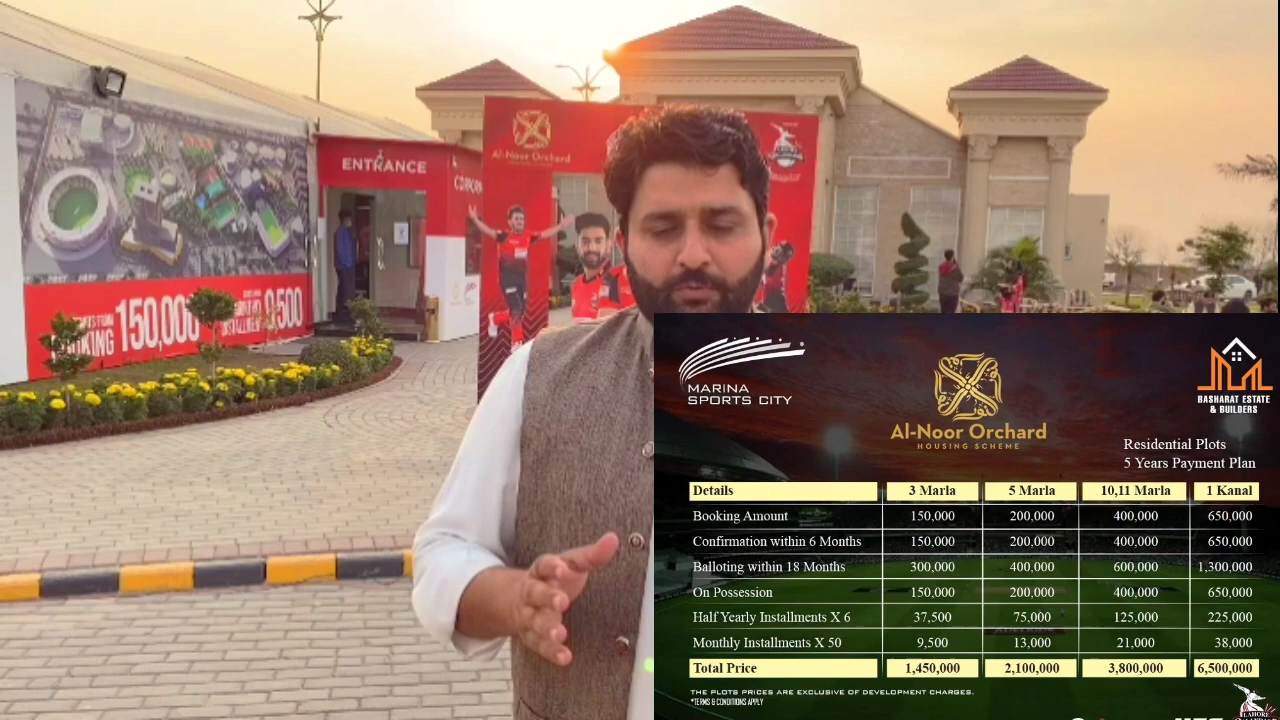 ENTRANCE
Al-Noor Orchard
150,000
9,500
MARINA
SPORTS CITY
Al-Noor Orchard
HOUSING SCHEME
BASHARAT ESTATE
& BUILDERS
Residential Plots
5 Years Payment Plan
Details 3 Marla 5 Marla 10,11 Marla 1 Kanal
Booking Amount 150,000 200,000 400,000 650,000
Confirmation within 6 Months 150,000 200,000 400,000 650,000
Balloting within 18 Months 300,000 400,000 600,000 1,300,000
On Possession 150,000 200,000 400,000 650,000
Half Yearly Installments X 6 37,500 75,000 125,000 225,000
Monthly Installments X 50 9,500 13,000 21,000 38,000
Total Price 1,450,000 2,100,000 3,800,000 6,500,000
THE PLOTS PRICES ARE EXCLUSIVE OF DEVELOPMENT CHARGES.
*TERMS & CONDITIONS APPLY